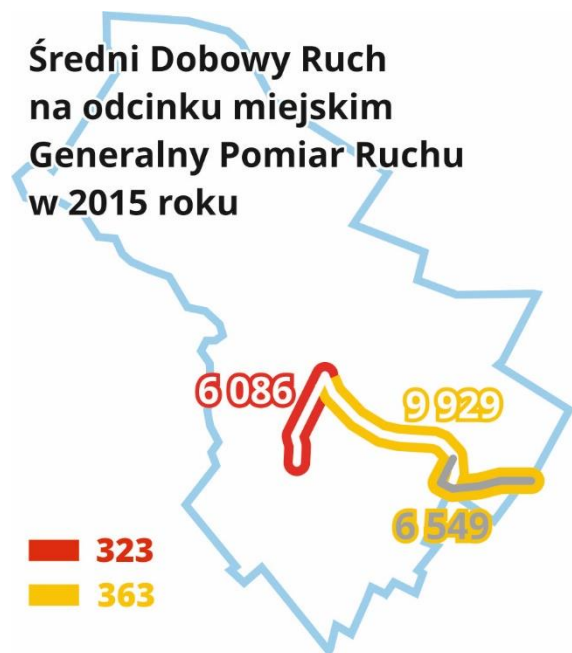 Średni Dobowy Ruch
na odcinku miejskim
Generalny Pomiar Ruchu
w 2015 roku
6 086
9 929
6 549
323
363